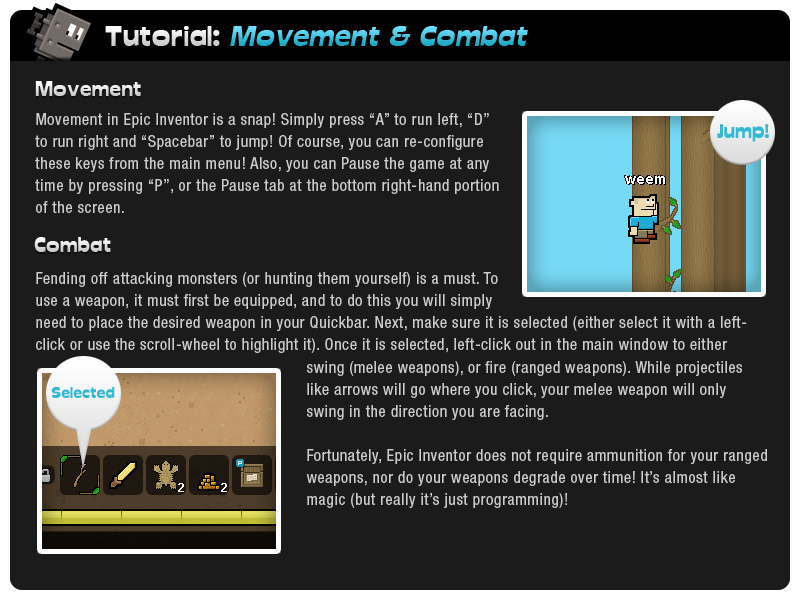 Tutorial: Movement & Combat
Movement
Movement in Epic Inventor is a snap! Simply press “A” to run left, “D”
to run right and “Spacebar” to jump! Of course, you can re-configure
these keys from the main menu! Also, you can Pause the game at any
time by pressing “P”, or the Pause tab at the bottom right-hand portion
of the screen.
Jump!
weem
Combat
Fending off attacking monsters (or hunting them yourself) is a must. To
use a weapon, it must first be equipped, and to do this you will simply
need to place the desired weapon in your Quickbar. Next, make sure it is selected (either select it with a left-
click or use the scroll-wheel to highlight it). Once it is selected, left-click out in the main window to either
swing (melee weapons), or fire (ranged weapons). While projectiles
like arrows will go where you click, your melee weapon will only
swing in the direction you are facing.
Selected
2
2
P
Fortunately, Epic Inventor does not require ammunition for your ranged
weapons, nor do your weapons degrade over time! It’s almost like
magic (but really it’s just programming)!